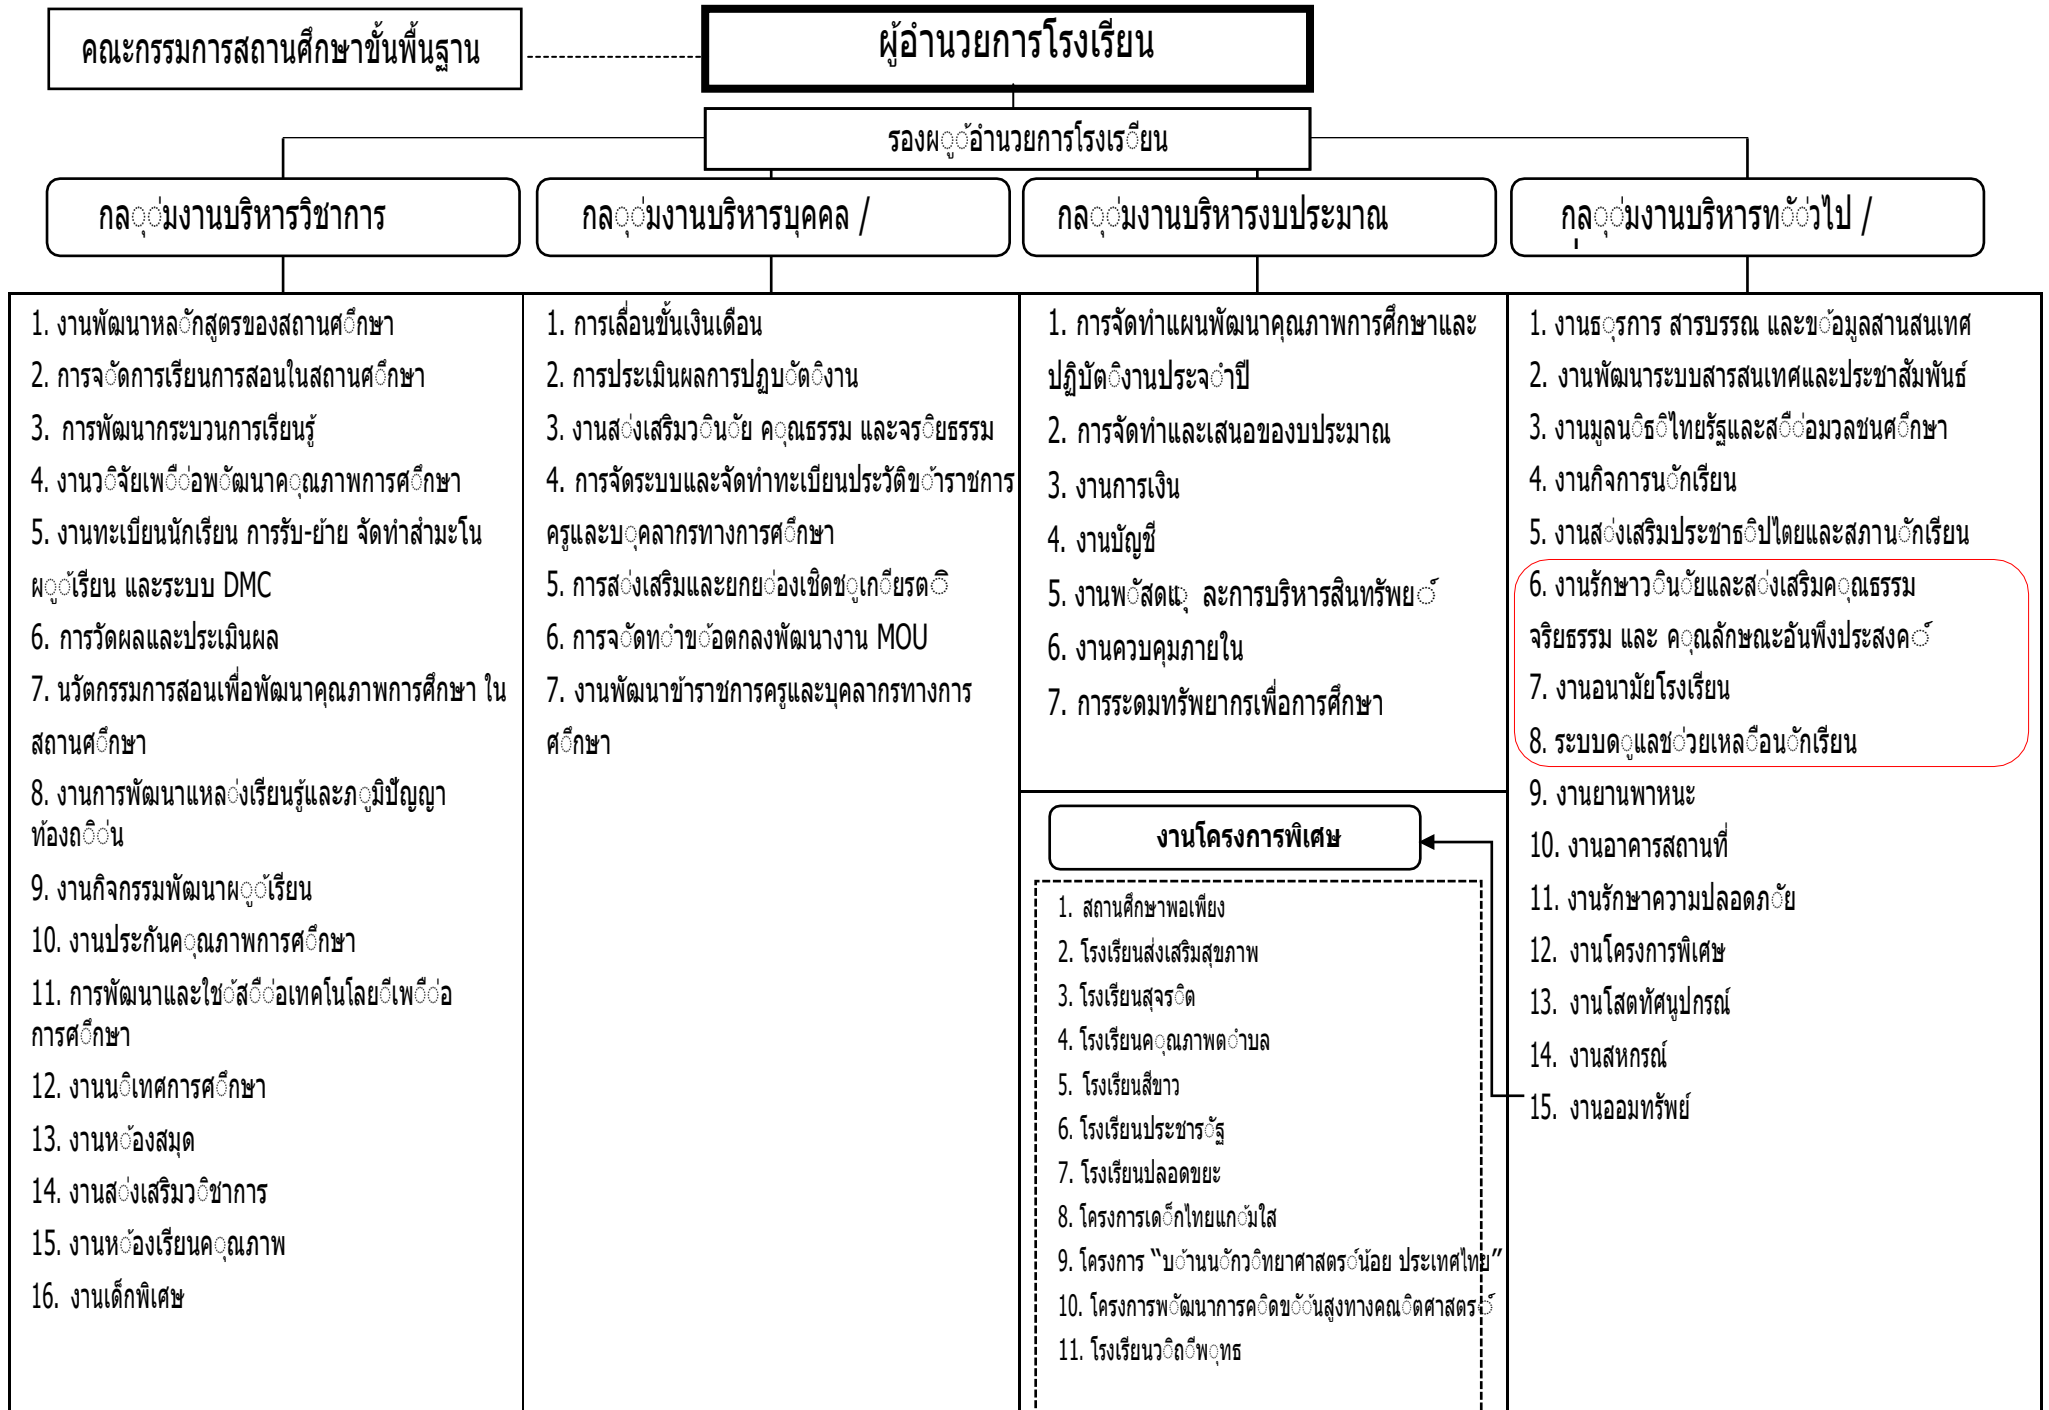 คณะกรรมการสถานศึกษาขั้นพื้นฐาน
ผู้อำนวยการโรงเรียน
รองผู้อำนวยการโรงเรียน
กลุ่มงานบริหารวิชาการ
กลุ่มงานบริหารบุคคล /
กลุ่มงานบริหารงบประมาณ
กลุ่มงานบริหารทั่วไป /
1. งานพัฒนาหลักสูตรของสถานศึกษา
2. การจัดการเรียนการสอนในสถานศึกษา
3. การพัฒนากระบวนการเรียนรู้
4. งานวิจัยเพื่อพัฒนาคุณภาพการศึกษา
5. งานทะเบียนนักเรียน การรับ-ย้าย จัดทำสำมะโน
ผู้เรียน และระบบ DMC
6. การวัดผลและประเมินผล
7. นวัตกรรมการสอนเพื่อพัฒนาคุณภาพการศึกษา ใน
สถานศึกษา
8. งานการพัฒนาแหล่งเรียนรู้และภูมิปัญญา
ท้องถิ่น
9. งานกิจกรรมพัฒนาผู้เรียน
10. งานประกันคุณภาพการศึกษา
11. การพัฒนาและใช้สื่อเทคโนโลยีเพื่อ
การศึกษา
12. งานนิเทศการศึกษา
13. งานห้องสมุด
14. งานส่งเสริมวิชาการ
15. งานห้องเรียนคุณภาพ
16. งานเด็กพิเศษ
1. การเลื่อนขั้นเงินเดือน
2. การประเมินผลการปฏบัติงาน
3. งานส่งเสริมวินัย คุณธรรม และจริยธรรม
4. การจัดระบบและจัดทำทะเบียนประวัติข้าราชการ
ครูและบุคลากรทางการศึกษา
5. การส่งเสริมและยกย่องเชิดชูเกียรติ
6. การจัดทำข้อตกลงพัฒนางาน MOU
7. งานพัฒนาข้าราชการครูและบุคลากรทางการ
ศึกษา
1. การจัดทำแผนพัฒนาคุณภาพการศึกษาและ
ปฏิบัติงานประจำปี
2. การจัดทำและเสนอของบประมาณ
3. งานการเงิน
4. งานบัญชี
5. งานพัสดุและการบริหารสินทรัพย์
6. งานควบคุมภายใน
7. การระดมทรัพยากรเพื่อการศึกษา
งานโครงการพิเศษ
1. สถานศึกษาพอเพียง
2. โรงเรียนส่งเสริมสุขภาพ
3. โรงเรียนสุจริต
4. โรงเรียนคุณภาพตำบล
5. โรงเรียนสีขาว
6. โรงเรียนประชารัฐ
7. โรงเรียนปลอดขยะ
8. โครงการเด็กไทยแก้มใส
9. โครงการ “บ้านนักวิทยาศาสตร์น้อย ประเทศไทย”
10. โครงการพัฒนาการคิดขั้นสูงทางคณิตศาสตร์
11. โรงเรียนวิถีพุทธ
1. งานธุรการ สารบรรณ และข้อมูลสานสนเทศ
2. งานพัฒนาระบบสารสนเทศและประชาสัมพันธ์
3. งานมูลนิธิไทยรัฐและสื่อมวลชนศึกษา
4. งานกิจการนักเรียน
5. งานส่งเสริมประชาธิปไตยและสภานักเรียน
6. งานรักษาวินัยและส่งเสริมคุณธรรม
จริยธรรม และ คุณลักษณะอันพึงประสงค์
7. งานอนามัยโรงเรียน
8. ระบบดูแลช่วยเหลือนักเรียน
9. งานยานพาหนะ
10. งานอาคารสถานที่
11. งานรักษาความปลอดภัย
12. งานโครงการพิเศษ
13. งานโสตทัศนูปกรณ์
14. งานสหกรณ์
15. งานออมทรัพย์